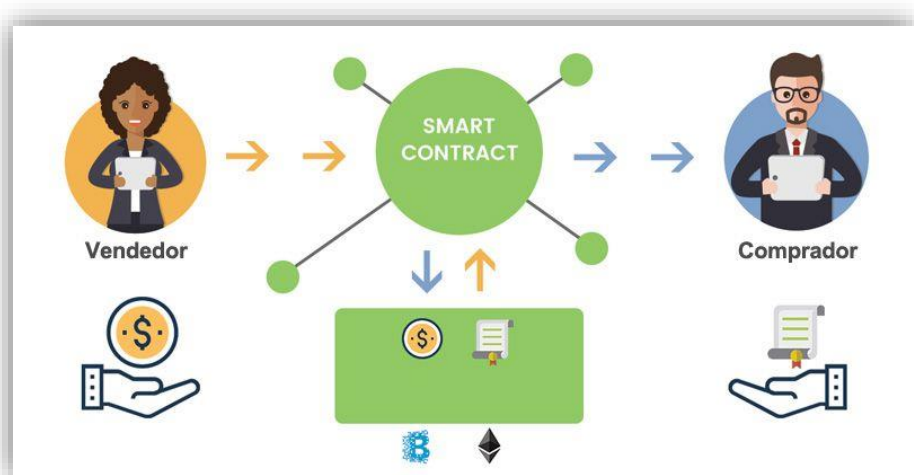 SMART
CONTRACT
Vendedor
Comprador
$
$